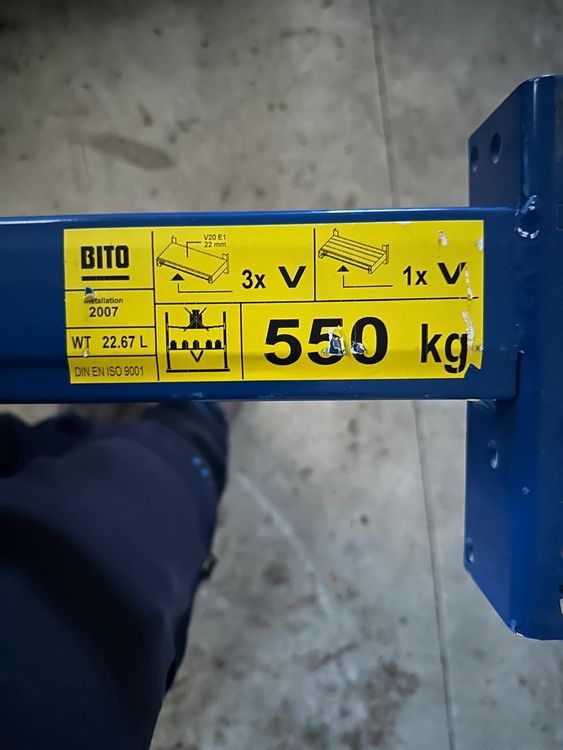 BITO
Installation
2007
WT 22.67 L
DIN EN ISO 9001
V20 E1
22 mm
3x V
1x V
V
550 kg